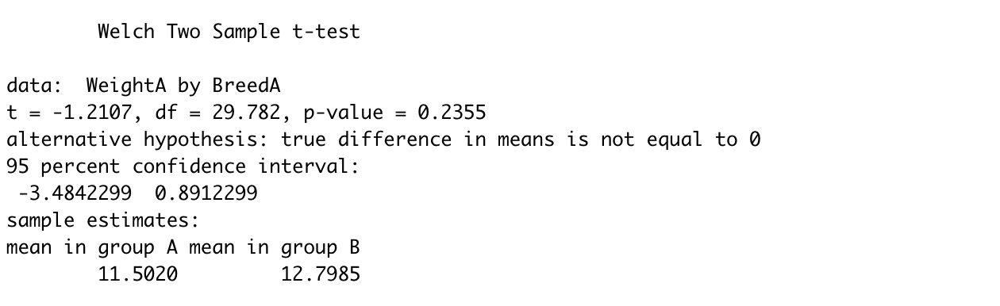 Welch Two Sample t-test
data:  WeightA by BreedA
t = -1.2107, df = 29.782, p-value = 0.2355
alternative hypothesis: true difference in means is not equal to 0
95 percent confidence interval:
 -3.4842299  0.8912299
sample estimates:
mean in group A mean in group B
        11.5020         12.7985